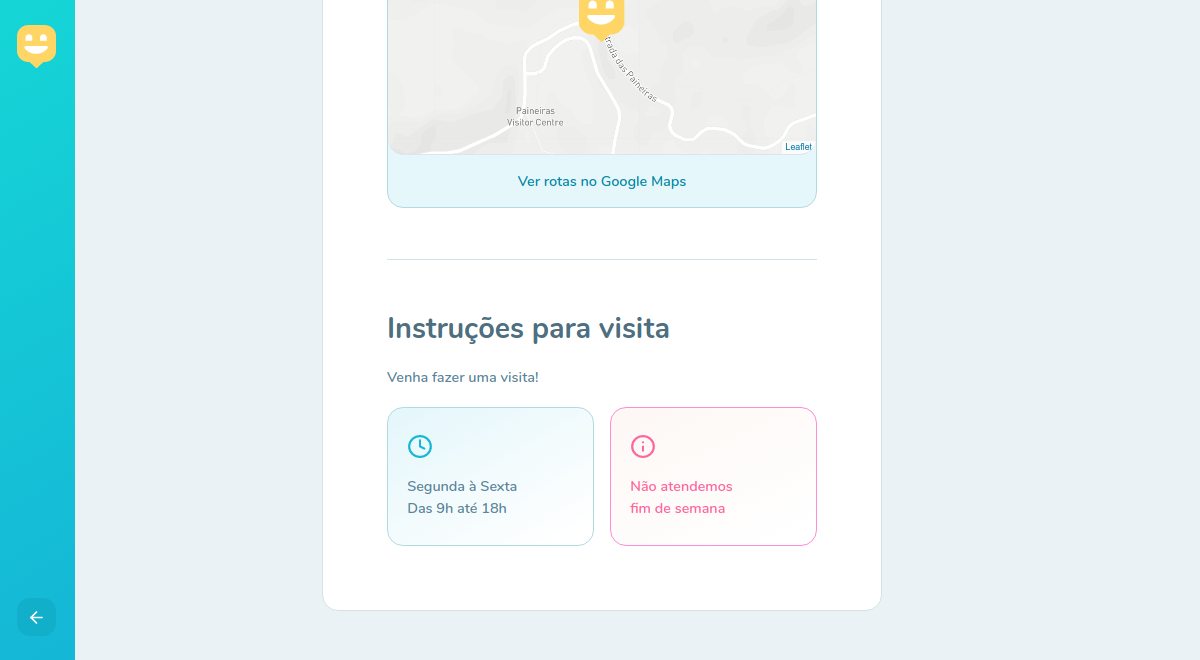 trada das Paineiras
Paineiras
Visitor Centre
Leaflet
Ver rotas no Google Maps
Instruções para visita
Venha fazer uma visita!
Segunda à Sexta
Das 9h até 18h
Não atendemos
fim de semana